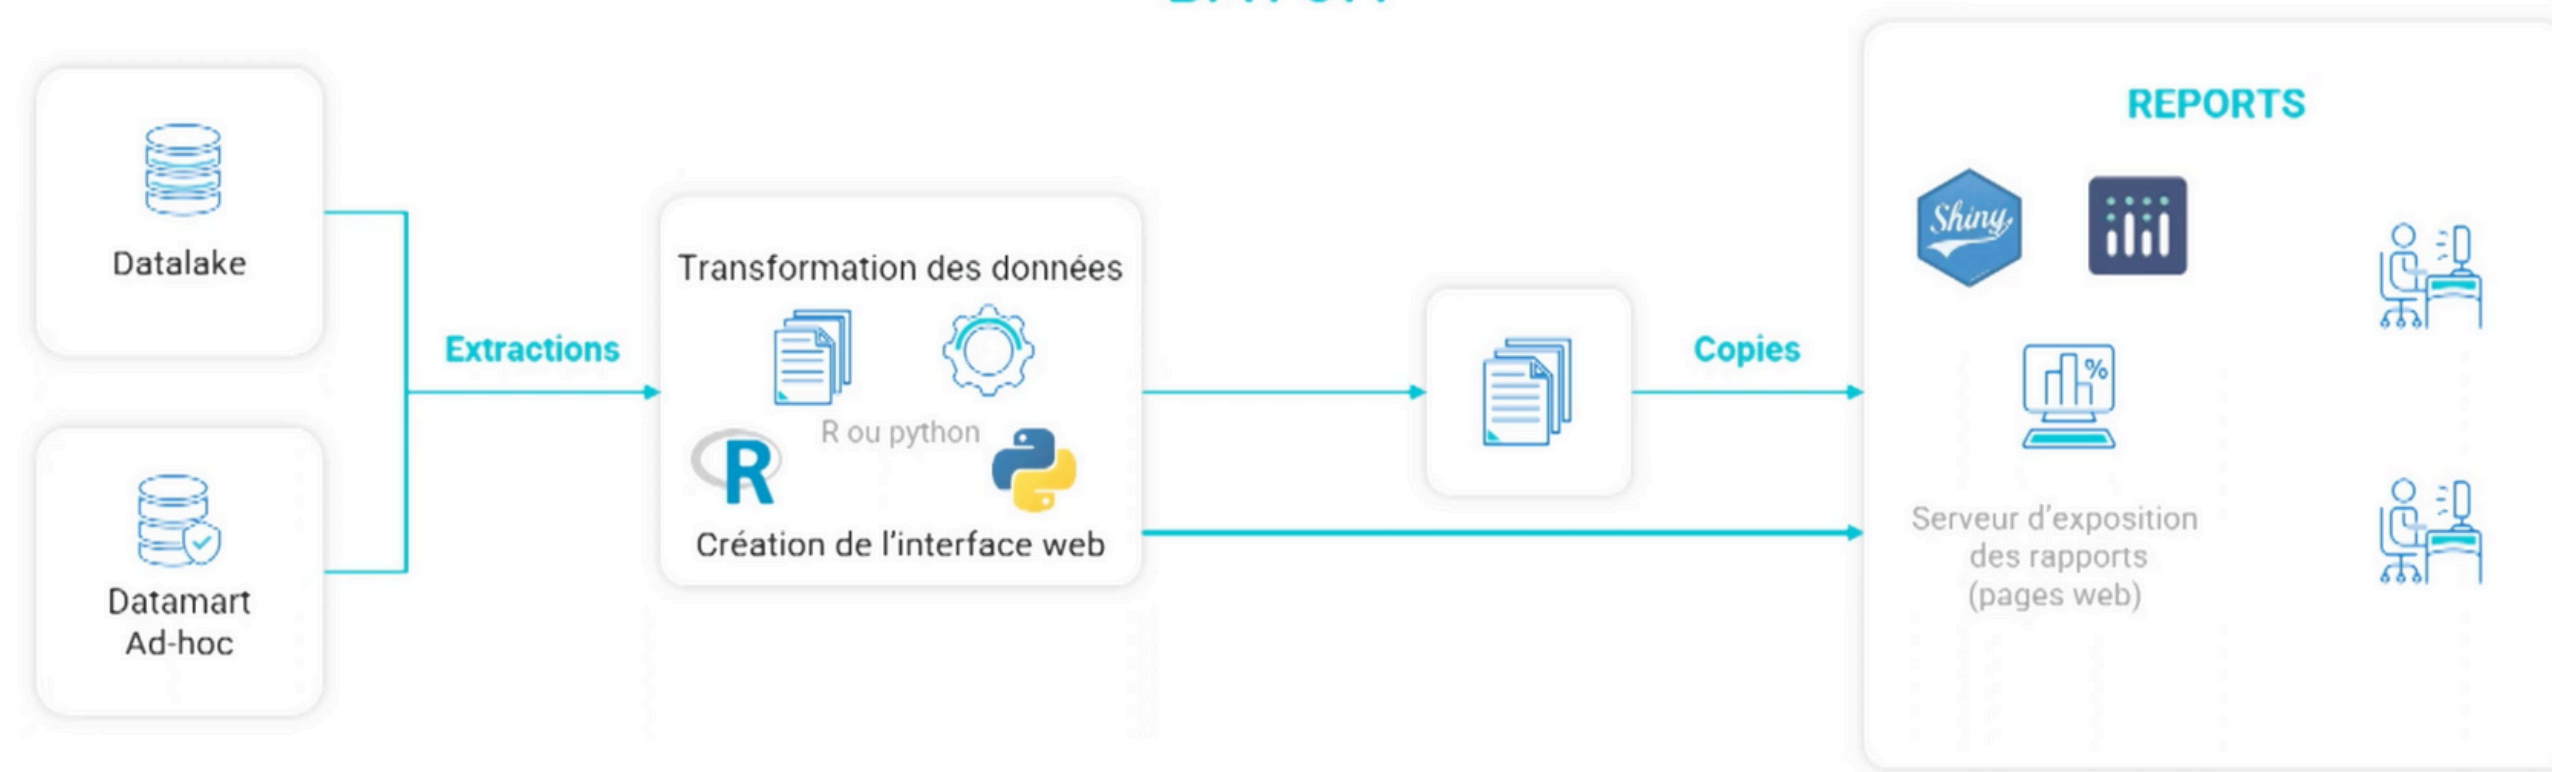 Datalake
Datamart
Ad-hoc
Extractions
Transformation des données
R ou python
R
Création de l'interface web
Copies
REPORTS
Shiny
%
Serveur d'exposition
des rapports
(pages web)